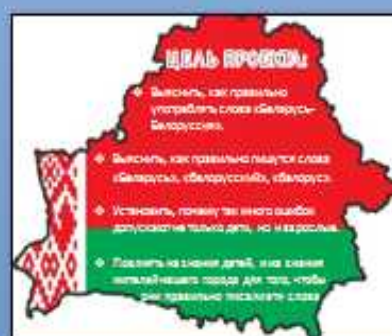 ЦЕЛЬ ПРОЕКТА:
Выяснить, как правильно
употреблять слова «Беларусь-
Белоруссия».
Выяснить, как правильно пишутся слова
«Беларусь», «белорусский», «белорус».
Установить, почему так много ошибок
допускают не только дети, но и взрослые.
Повлиять на знания детей, и на знания
жителей нашего города для того, чтобы
они правильно писали эти слова